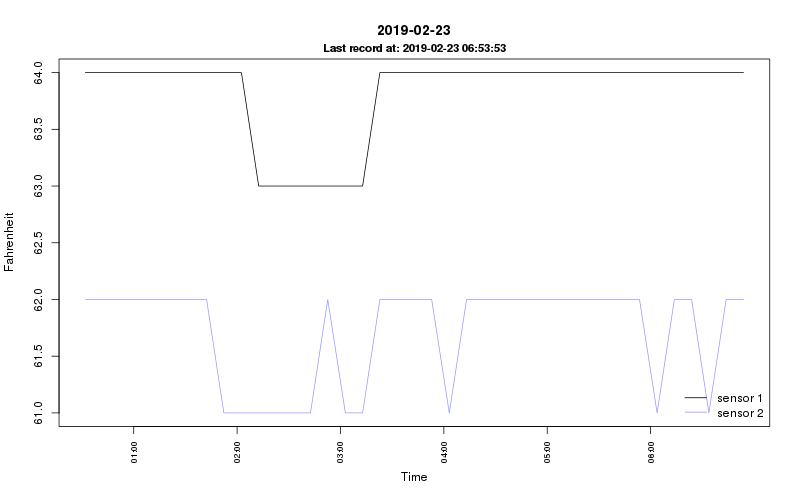 2019-02-23
Last record at: 2019-02-23 06:53:53
Fahrenheit
64.0
63.5
63.0
62.5
62.0
61.5
61.0
sensor 1
sensor 2
01:00 02:00 03:00 04:00 05:00 06:00
Time